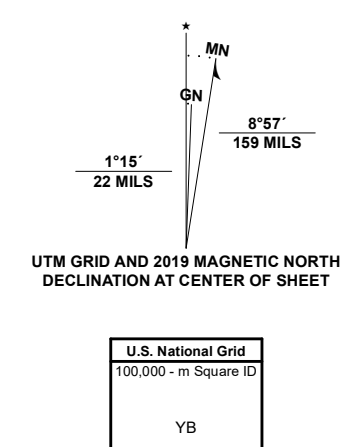 ★
MN
GN
8°57´
159 MILS
1°15´
22 MILS
UTM GRID AND 2019 MAGNETIC NORTH
DECLINATION AT CENTER OF SHEET
U.S. National Grid
100,000 - m Square ID
YB